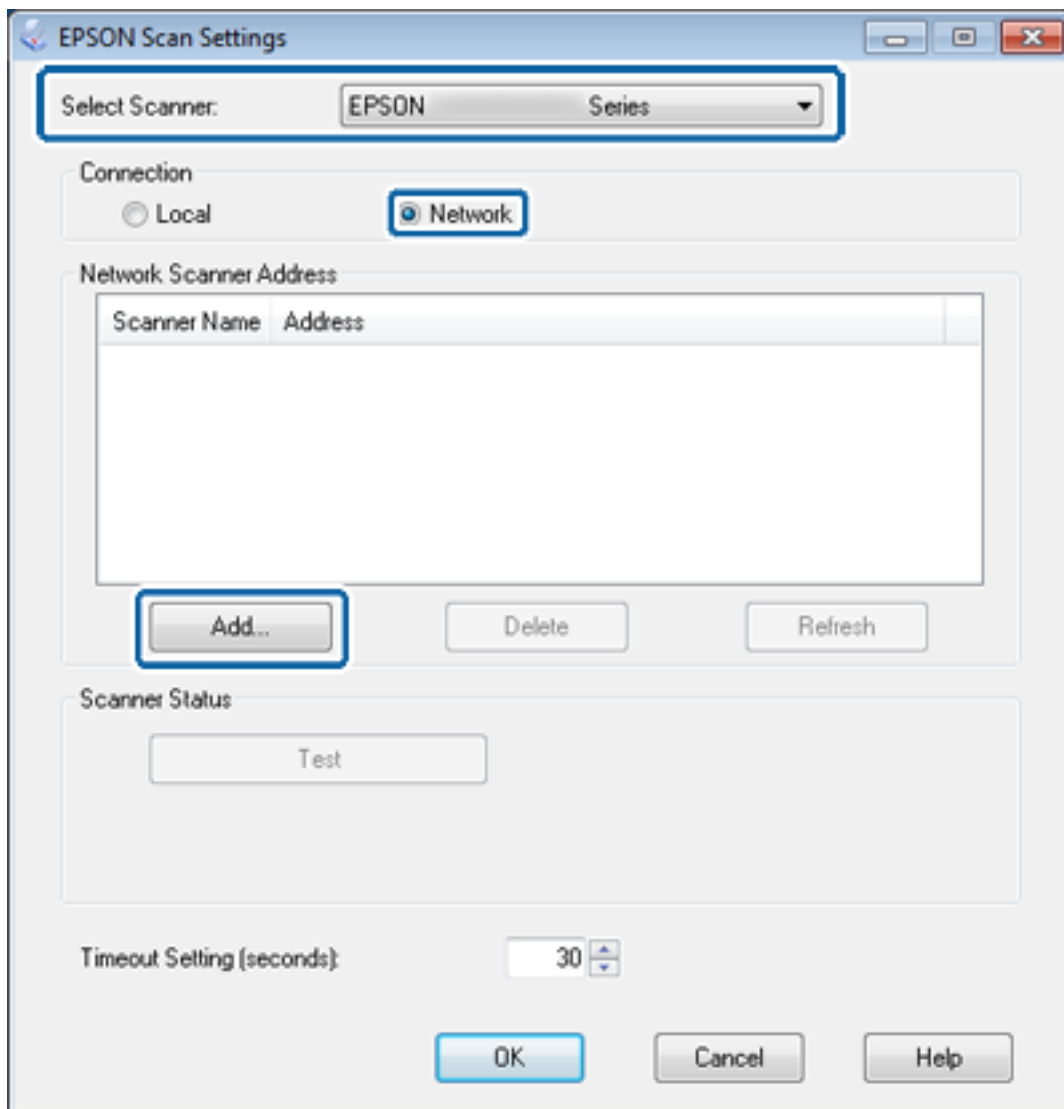 EPSON Scan Settings
Select Scanner: EPSON Series
Connection
Local Network
Network Scanner Address
Scanner Name Address
Add... Delete Refresh
Scanner Status
Test
Timeout Setting (seconds): 30
OK Cancel Help